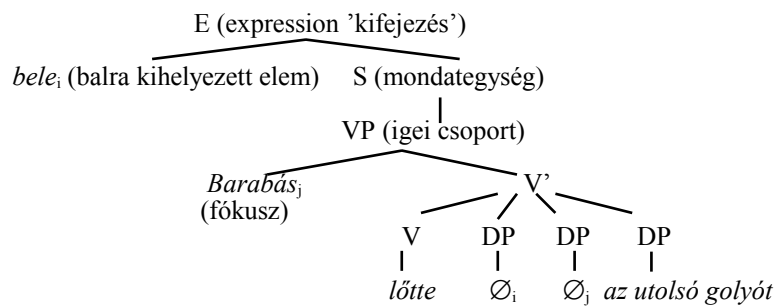 E (expression ’kifejezés’)
beleᵢ (balra kihelyezett elem) S (mondategység)
VP (igei csoport)
Barabásⱼ V’
(fókusz)
V DP DP DP
lőtte ∅ᵢ ∅ⱼ az utolsó golyót